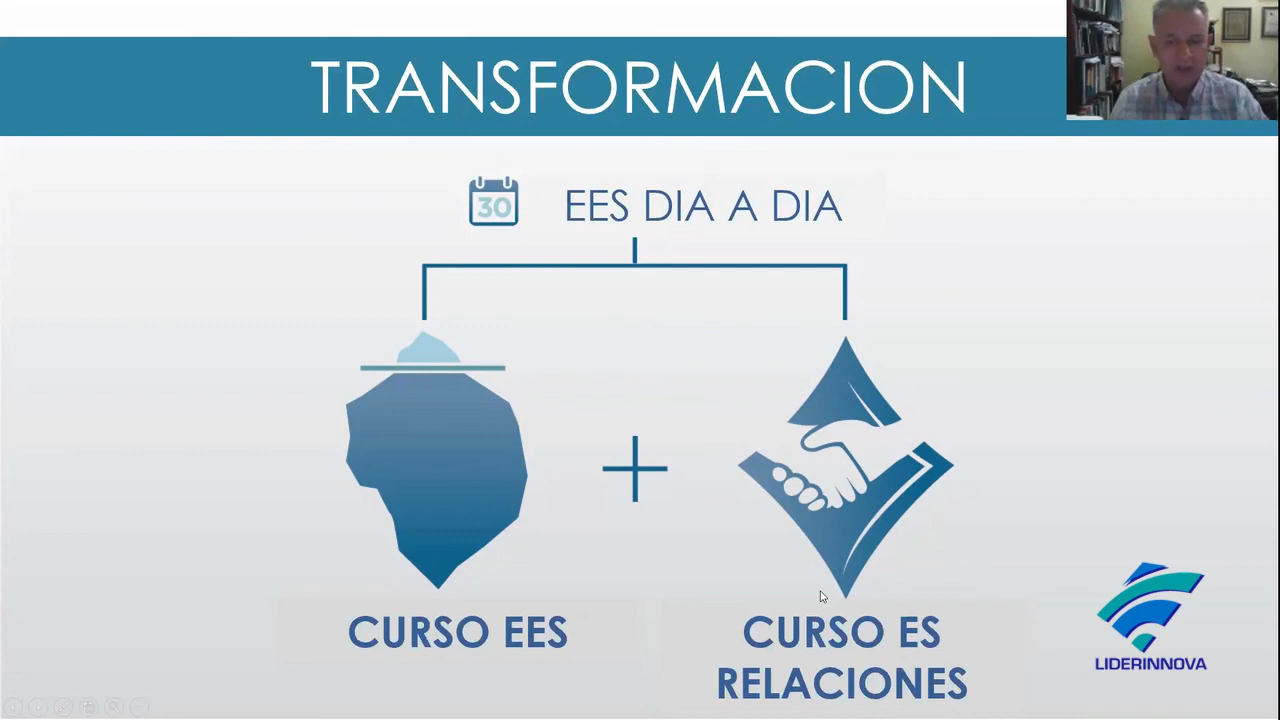 TRANSFORMACION
30
EES DIA A DIA
CURSO EES
CURSO ES
RELACIONES
LIDERINNOVA